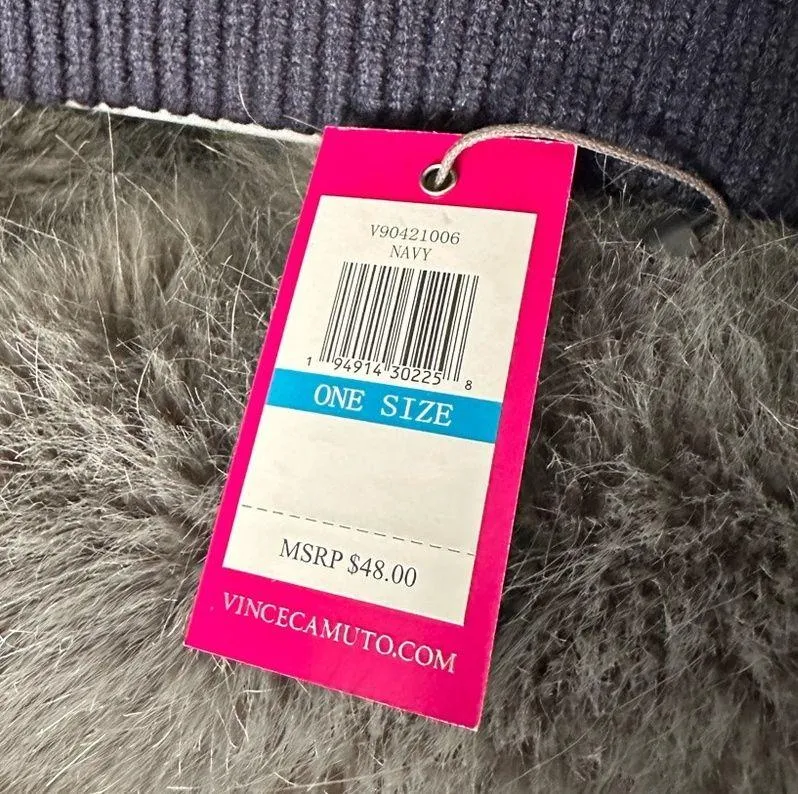 V90421006
NAVY
1 94914 30225 8
ONE SIZE
MSRP $48.00
VINCECAMUTO.COM